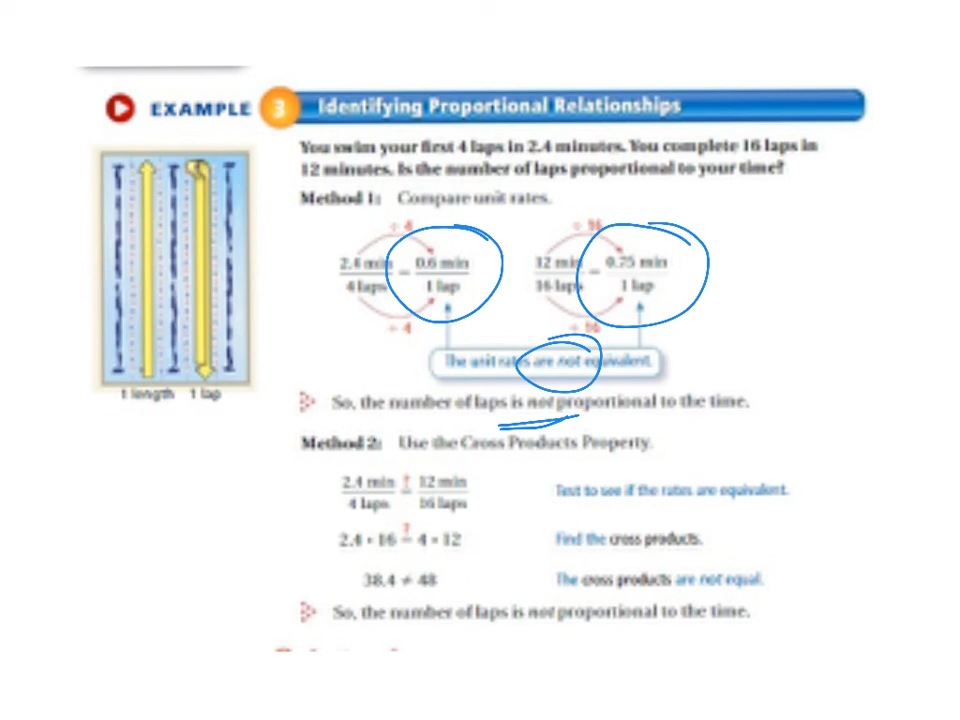 EXAMPLE 3 Identifying Proportional Relationships
You swim your first 4 laps in 2.4 minutes. You complete 16 laps in
12 minutes. Is the number of laps proportional to your time?
Method 1: Compare unit rates.
÷ 4 ÷ 16
2.4 min / 4 laps = 0.6 min / 1 lap 12 min / 16 laps = 0.75 min / 1 lap
÷ 4 ÷ 16
The unit rates are not equivalent.
1 length 1 lap
So, the number of laps is not proportional to the time.
Method 2: Use the Cross Products Property.
2.4 min / 4 laps ≟ 12 min / 16 laps Test to see if the rates are equivalent.
2.4 • 16 ≟ 4 • 12 Find the cross products.
38.4 ≠ 48 The cross products are not equal.
So, the number of laps is not proportional to the time.